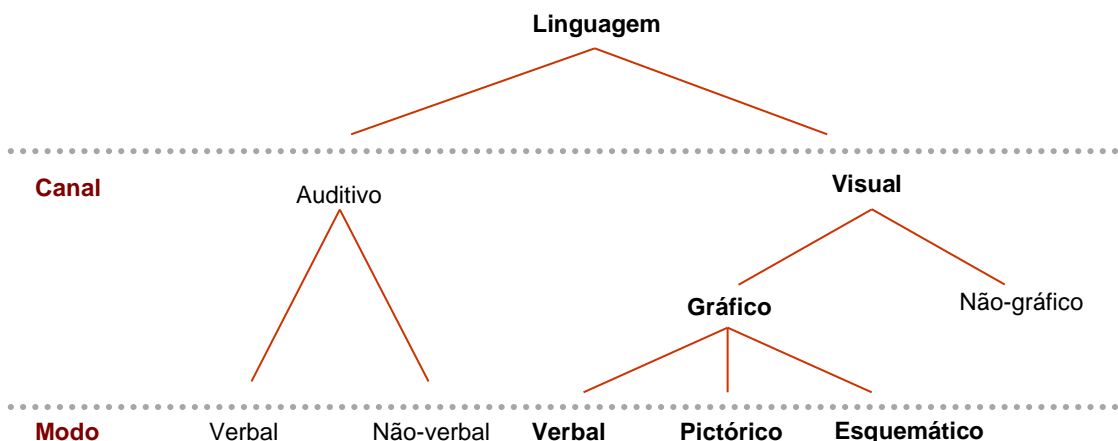 Linguagem
Canal Auditivo Visual
Gráfico Não-gráfico
Modo Verbal Não-verbal Verbal Pictórico Esquemático